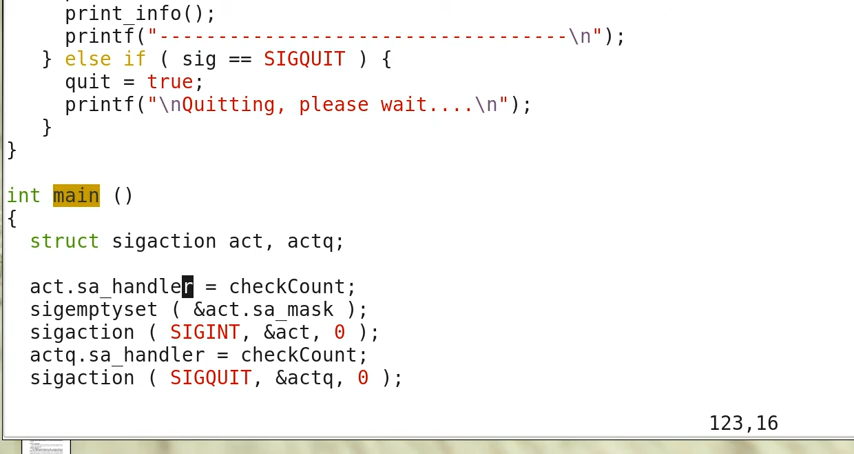 print_info();
printf("-----------------------------------\n");
} else if ( sig == SIGQUIT ) {
quit = true;
printf("\nQuitting, please wait....\n");
}
}
int main ()
{
struct sigaction act, actq;
act.sa_handler = checkCount;
sigemptyset ( &act.sa_mask );
sigaction ( SIGINT, &act, 0 );
actq.sa_handler = checkCount;
sigaction ( SIGQUIT, &actq, 0 );
123,16